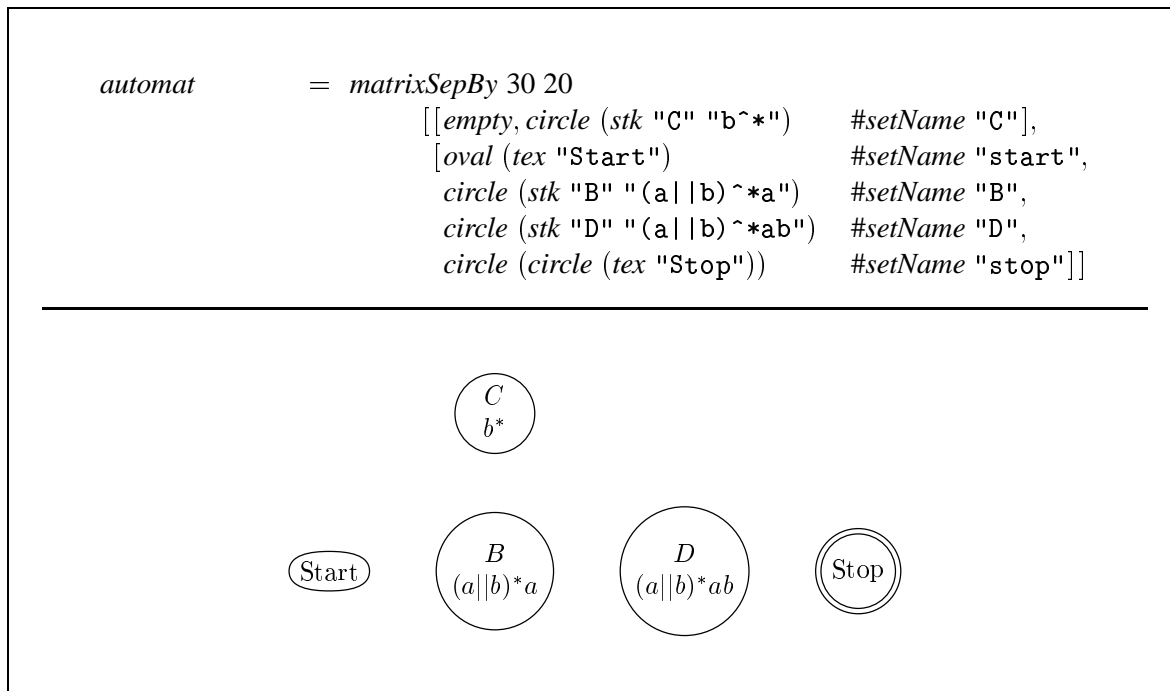 automat = matrixSepBy 30 20
[[empty, circle (stk "C" "b^*") #setName "C"],
[oval (tex "Start") #setName "start",
circle (stk "B" "(a||b)^*a") #setName "B",
circle (stk "D" "(a||b)^*ab") #setName "D",
circle (circle (tex "Stop")) #setName "stop"]]
C
b*
Start
B
(a||b)*a
D
(a||b)*ab
Stop